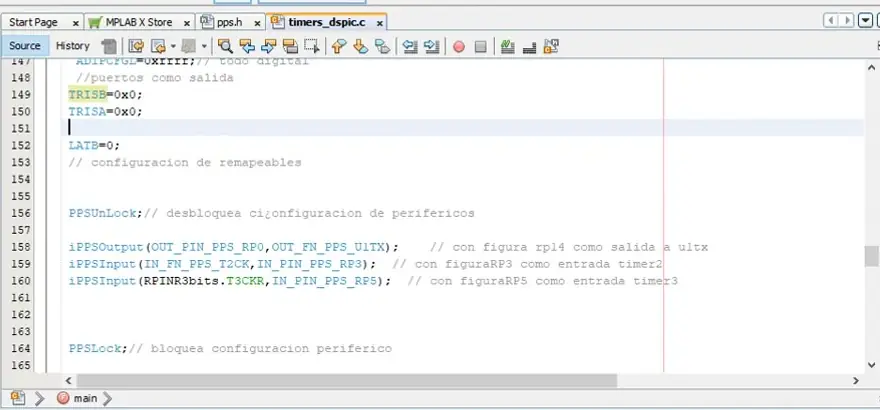 Start Page MPLAB X Store pps.h timers_dspic.c
Source History
147 AD1PCFGL=0xffff;// todo digital
148 //puertos como salida
149 TRISB=0x0;
150 TRISA=0x0;
151
152 LATB=0;
153 // configuracion de remapeables
154
155
156 PPSUnLock;// desbloquea ci¿onfiguracion de perifericos
157
158 iPPSOutput(OUT_PIN_PPS_RP0,OUT_FN_PPS_U1TX); // con figura rp14 como salida a u1tx
159 iPPSInput(IN_FN_PPS_T2CK,IN_PIN_PPS_RP3); // con figuraRP3 como entrada timer2
160 iPPSInput(RPINR3bits.T3CKR,IN_PIN_PPS_RP5); // con figuraRP5 como entrada timer3
161
162
163
164 PPSLock;// bloquea configuracion periferico
165
main